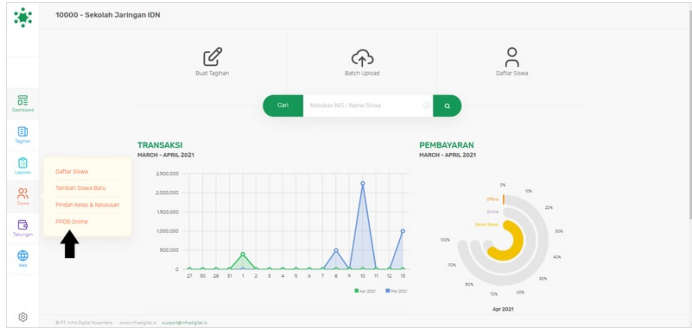 10000 - Sekolah Jaringan IDN
Buat Tagihan
Batch Upload
Daftar Siswa
Cari
Masukan NIS / Nama Siswa
Dashboard
Tagihan
Laporan
Siswa
Tabungan
Web
Daftar Siswa
Tambah Siswa Baru
Pindah Kelas & Kelulusan
PPDB Online
TRANSAKSI
MARCH - APRIL 2021
2.500.000
2.000.000
1.500.000
1.000.000
500.000
0
27 30 28 31 1 2 3 4 5 6 7 8 9 10 11 12 13
Apr 2021
Mar 2021
PEMBAYARAN
MARCH - APRIL 2021
0%
10%
20%
30%
40%
50%
60%
70%
80%
90%
100%
Offline
Online
Apr 2021
© PT. Infra Digital Nusantara www.infradigital.io support@infradigital.io